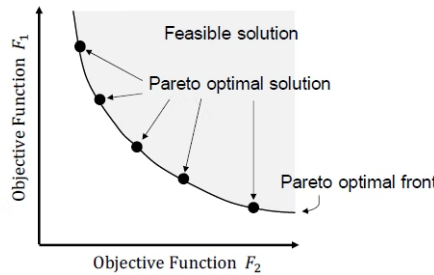 Feasible solution
Pareto optimal solution
Pareto optimal front
Objective Function F₁
Objective Function F₂